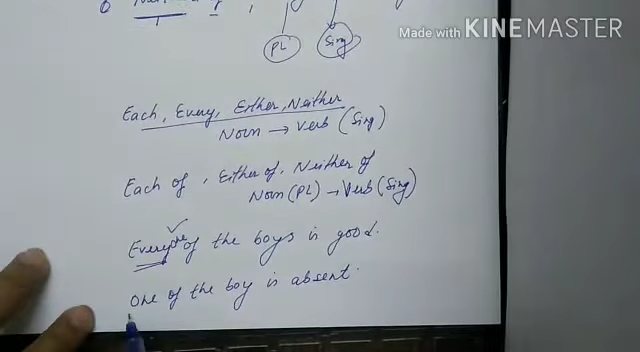 Made with KINEMASTER
PL
Sing
Each, Every, Either, Neither
Noun → Verb (Sing)
Each of, Either of, Neither of
Noun (PL) → Verb (Sing)
Everyone of the boys is good.
One of the boy is absent.